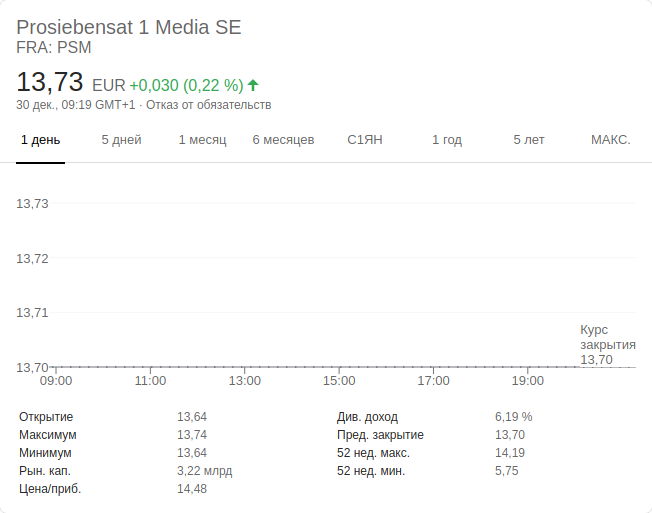 Prosiebensat 1 Media SE
FRA: PSM
13,73 EUR +0,030 (0,22 %)
30 дек., 09:19 GMT+1 · Отказ от обязательств
1 день 5 дней 1 месяц 6 месяцев С1ЯН 1 год 5 лет МАКС.
13,73
13,72
13,71
Курс
закрытия
13,70
13,70
09:00 11:00 13:00 15:00 17:00 19:00
Открытие 13,64 Див. доход 6,19 %
Максимум 13,74 Пред. закрытие 13,70
Минимум 13,64 52 нед. макс. 14,19
Рын. кап. 3,22 млрд 52 нед. мин. 5,75
Цена/приб. 14,48